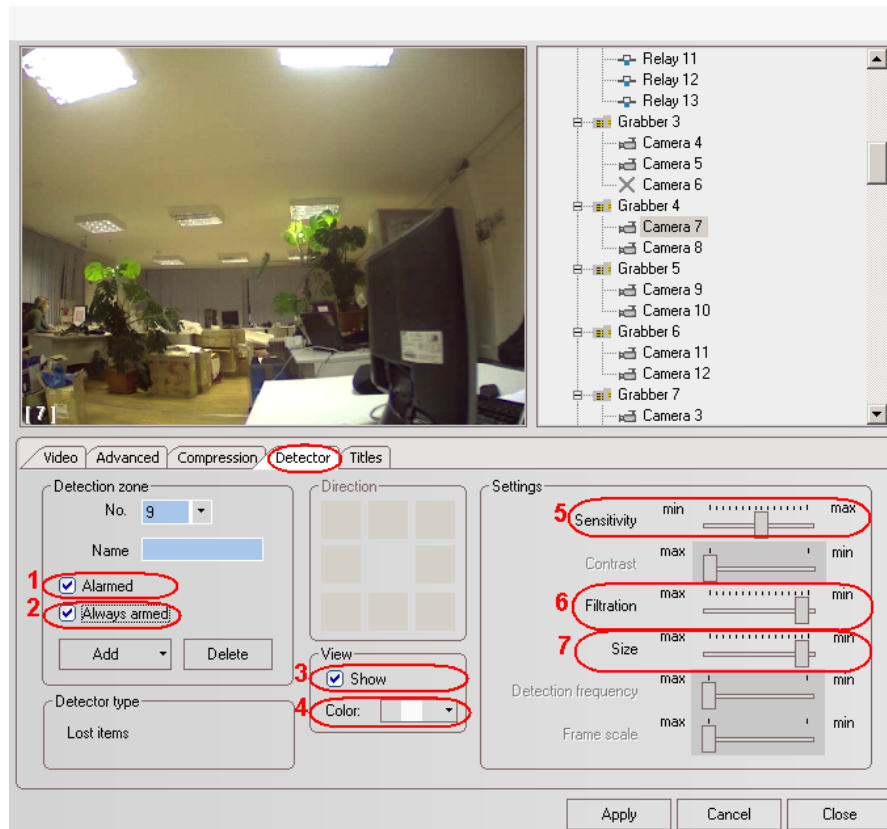 Relay 11
Relay 12
Relay 13
Grabber 3
Camera 4
Camera 5
Camera 6
Grabber 4
Camera 7
Camera 8
Grabber 5
Camera 9
Camera 10
Grabber 6
Camera 11
Camera 12
Grabber 7
Camera 3
[7]
Video Advanced Compression Detector Titles
Detection zone
No. 9
Name
1 Alarmed
2 Always armed
Add Delete
Detector type
Lost items
Direction
View
3 Show
4 Color:
Settings
5 Sensitivity min max
Contrast max min
6 Filtration max min
7 Size max min
Detection frequency max min
Frame scale max min
Apply Cancel Close